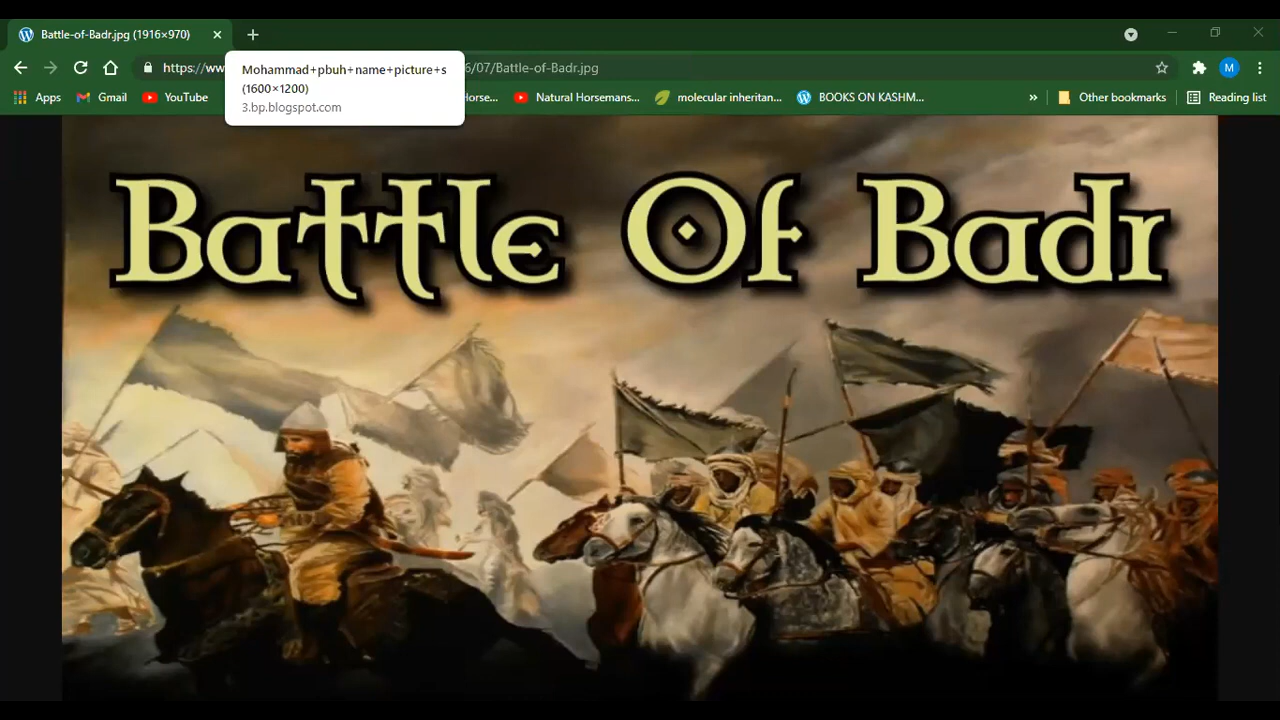 Battle-of-Badr.jpg (1916×970)
https://ww
6/07/Battle-of-Badr.jpg
M
Mohammad+pbuh+name+picture+s
(1600×1200)
3.bp.blogspot.com
Apps Gmail YouTube Horse... Natural Horsemans... molecular inheritan... BOOKS ON KASHM... » Other bookmarks Reading list
Battle Of Badr